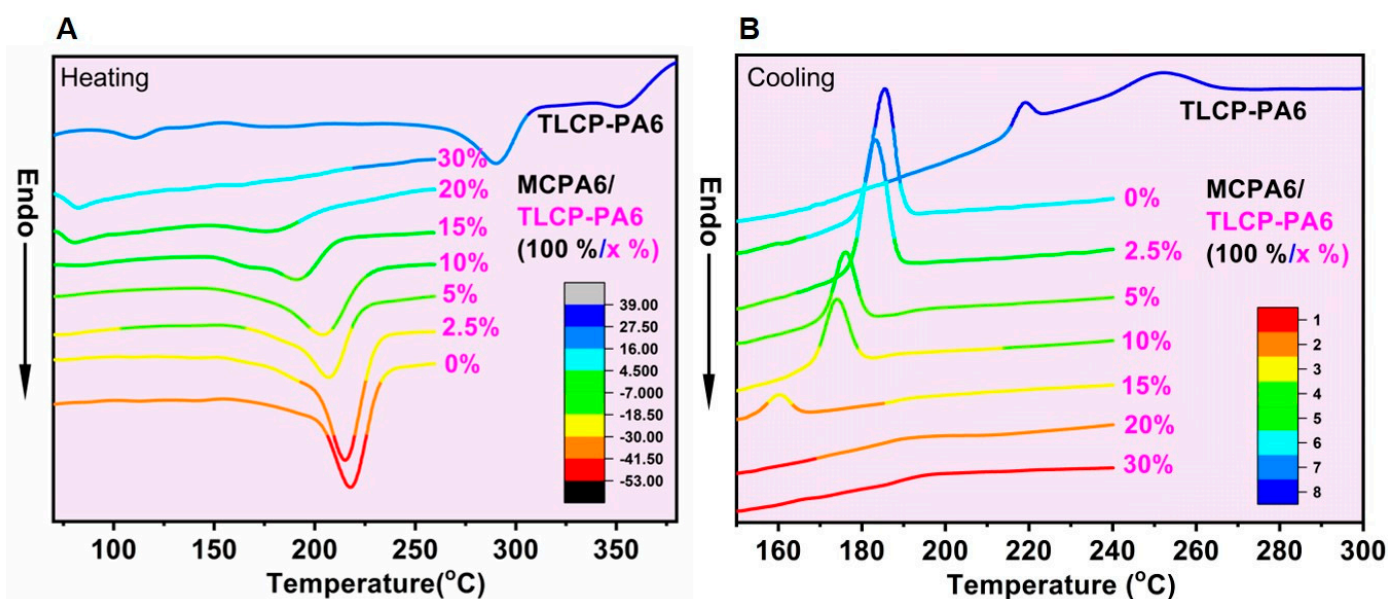 A
Heating
TLCP-PA6
30%
20%
15%
10%
5%
2.5%
0%
MCPA6/
TLCP-PA6
(100 %/x %)
39.00
27.50
16.00
4.500
-7.000
-18.50
-30.00
-41.50
-53.00
Endo
100 150 200 250 300 350
Temperature(°C)
B
Cooling
TLCP-PA6
0%
2.5%
5%
10%
15%
20%
30%
MCPA6/
TLCP-PA6
(100 %/x %)
1
2
3
4
5
6
7
8
Endo
160 180 200 220 240 260 280 300
Temperature (°C)